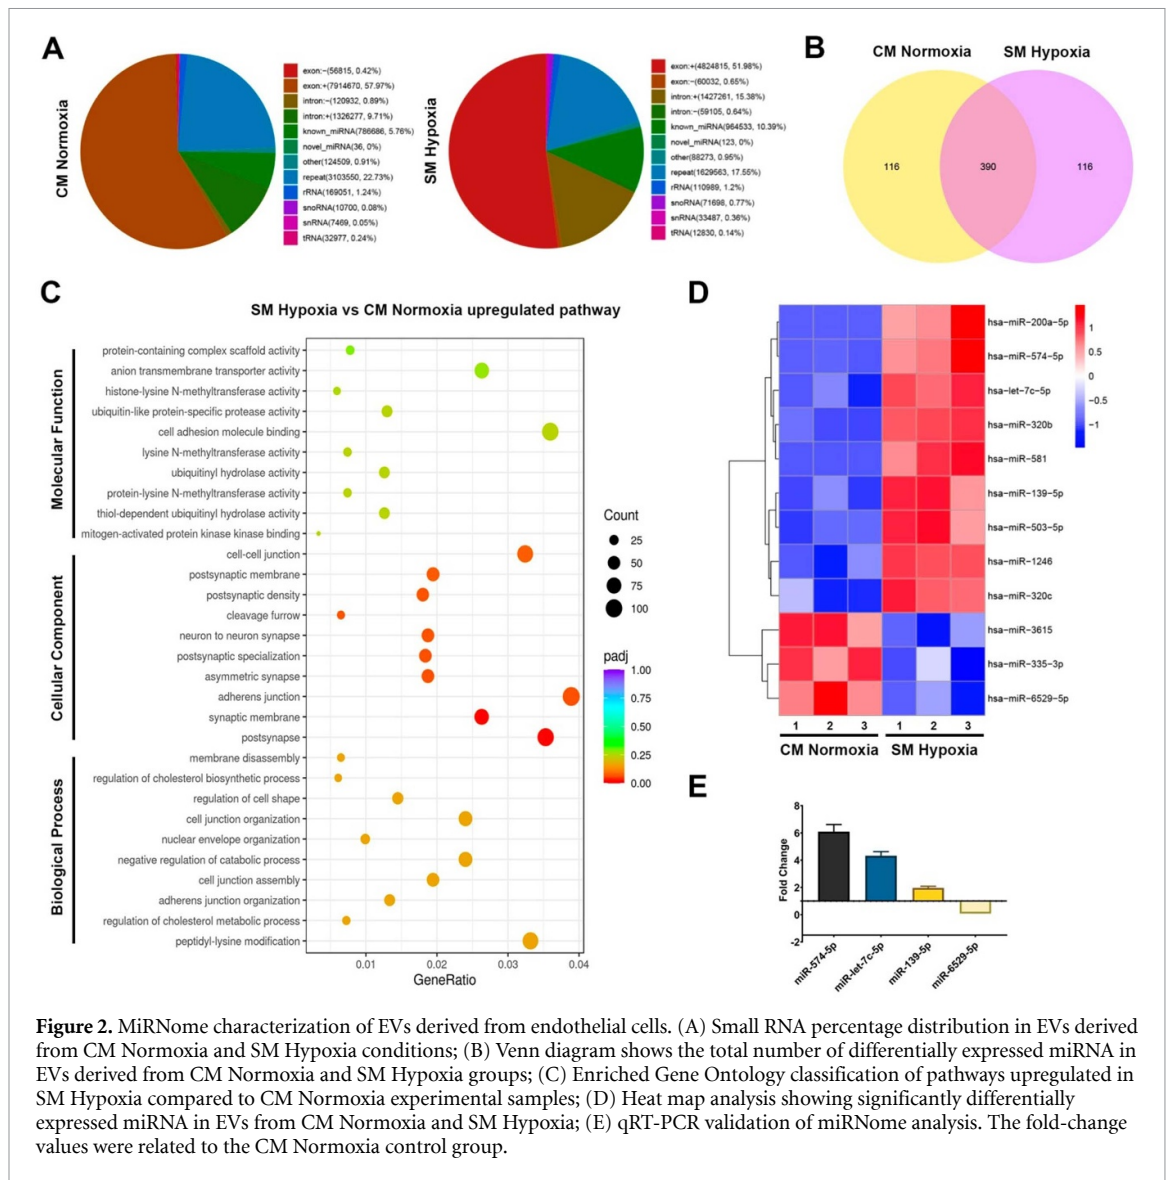 A
CM Normoxia
exon:−(56815, 0.42%)
exon:+(7914670, 57.97%)
intron:−(120932, 0.89%)
intron:+(1326277, 9.71%)
known_miRNA(786686, 5.76%)
novel_miRNA(36, 0%)
other(124509, 0.91%)
repeat(3103550, 22.73%)
rRNA(169051, 1.24%)
snoRNA(10700, 0.08%)
snRNA(7469, 0.05%)
tRNA(32977, 0.24%)
SM Hypoxia
exon:+(4824815, 51.98%)
exon:−(60032, 0.65%)
intron:+(1427261, 15.38%)
intron:−(59105, 0.64%)
known_miRNA(964533, 10.39%)
novel_miRNA(123, 0%)
other(88273, 0.95%)
repeat(1629563, 17.55%)
rRNA(110989, 1.2%)
snoRNA(71698, 0.77%)
snRNA(33487, 0.36%)
tRNA(12830, 0.14%)
B
CM Normoxia SM Hypoxia
116 390 116
C
SM Hypoxia vs CM Normoxia upregulated pathway
Molecular Function
protein-containing complex scaffold activity
anion transmembrane transporter activity
histone-lysine N-methyltransferase activity
ubiquitin-like protein-specific protease activity
cell adhesion molecule binding
lysine N-methyltransferase activity
ubiquitinyl hydrolase activity
protein-lysine N-methyltransferase activity
thiol-dependent ubiquitinyl hydrolase activity
mitogen-activated protein kinase kinase binding
Cellular Component
cell-cell junction
postsynaptic membrane
postsynaptic density
cleavage furrow
neuron to neuron synapse
postsynaptic specialization
asymmetric synapse
adherens junction
synaptic membrane
postsynapse
Biological Process
membrane disassembly
regulation of cholesterol biosynthetic process
regulation of cell shape
cell junction organization
nuclear envelope organization
negative regulation of catabolic process
cell junction assembly
adherens junction organization
regulation of cholesterol metabolic process
peptidyl-lysine modification
0.01 0.02 0.03 0.04
GeneRatio
Count
25
50
75
100
padj
1.00
0.75
0.50
0.25
0.00
D
hsa−miR−200a−5p
hsa−miR−574−5p
hsa−let−7c−5p
hsa−miR−320b
hsa−miR−581
hsa−miR−139−5p
hsa−miR−503−5p
hsa−miR−1246
hsa−miR−320c
hsa−miR−3615
hsa−miR−335−3p
hsa−miR−6529−5p
1
0.5
0
−0.5
−1
1 2 3 1 2 3
CM Normoxia SM Hypoxia
E
Fold Change
8
6
4
2
0
-2
miR-574-5p
miR-let-7c-5p
miR-139-5p
miR-6529-5p
Figure 2. MiRNome characterization of EVs derived from endothelial cells. (A) Small RNA percentage distribution in EVs derived
from CM Normoxia and SM Hypoxia conditions; (B) Venn diagram shows the total number of differentially expressed miRNA in
EVs derived from CM Normoxia and SM Hypoxia groups; (C) Enriched Gene Ontology classification of pathways upregulated in
SM Hypoxia compared to CM Normoxia experimental samples; (D) Heat map analysis showing significantly differentially
expressed miRNA in EVs from CM Normoxia and SM Hypoxia; (E) qRT-PCR validation of miRNome analysis. The fold-change
values were related to the CM Normoxia control group.